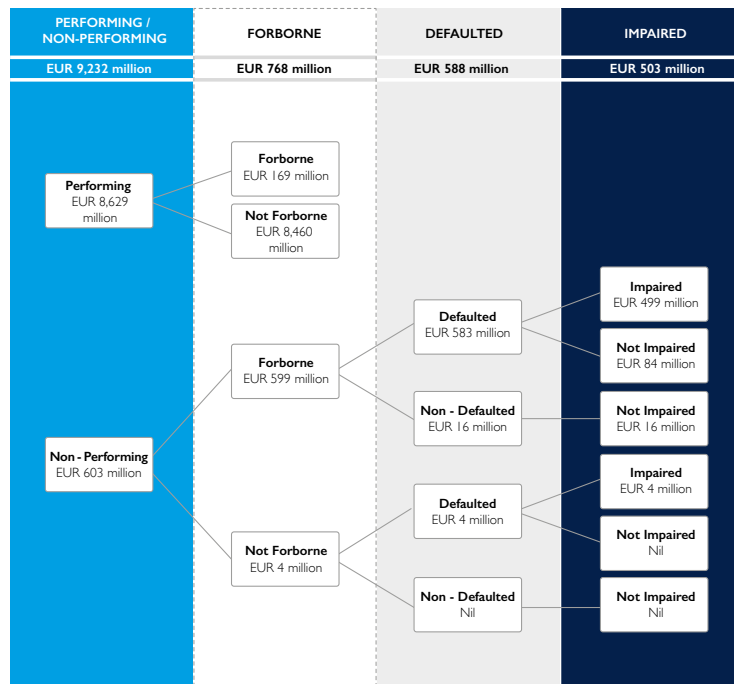 PERFORMING /
NON-PERFORMING
FORBORNE
DEFAULTED
IMPAIRED
EUR 9,232 million
EUR 768 million
EUR 588 million
EUR 503 million
Performing
EUR 8,629
million
Forborne
EUR 169 million
Not Forborne
EUR 8,460
million
Non - Performing
EUR 603 million
Forborne
EUR 599 million
Not Forborne
EUR 4 million
Defaulted
EUR 583 million
Non - Defaulted
EUR 16 million
Defaulted
EUR 4 million
Non - Defaulted
Nil
Impaired
EUR 499 million
Not Impaired
EUR 84 million
Not Impaired
EUR 16 million
Impaired
EUR 4 million
Not Impaired
Nil
Not Impaired
Nil